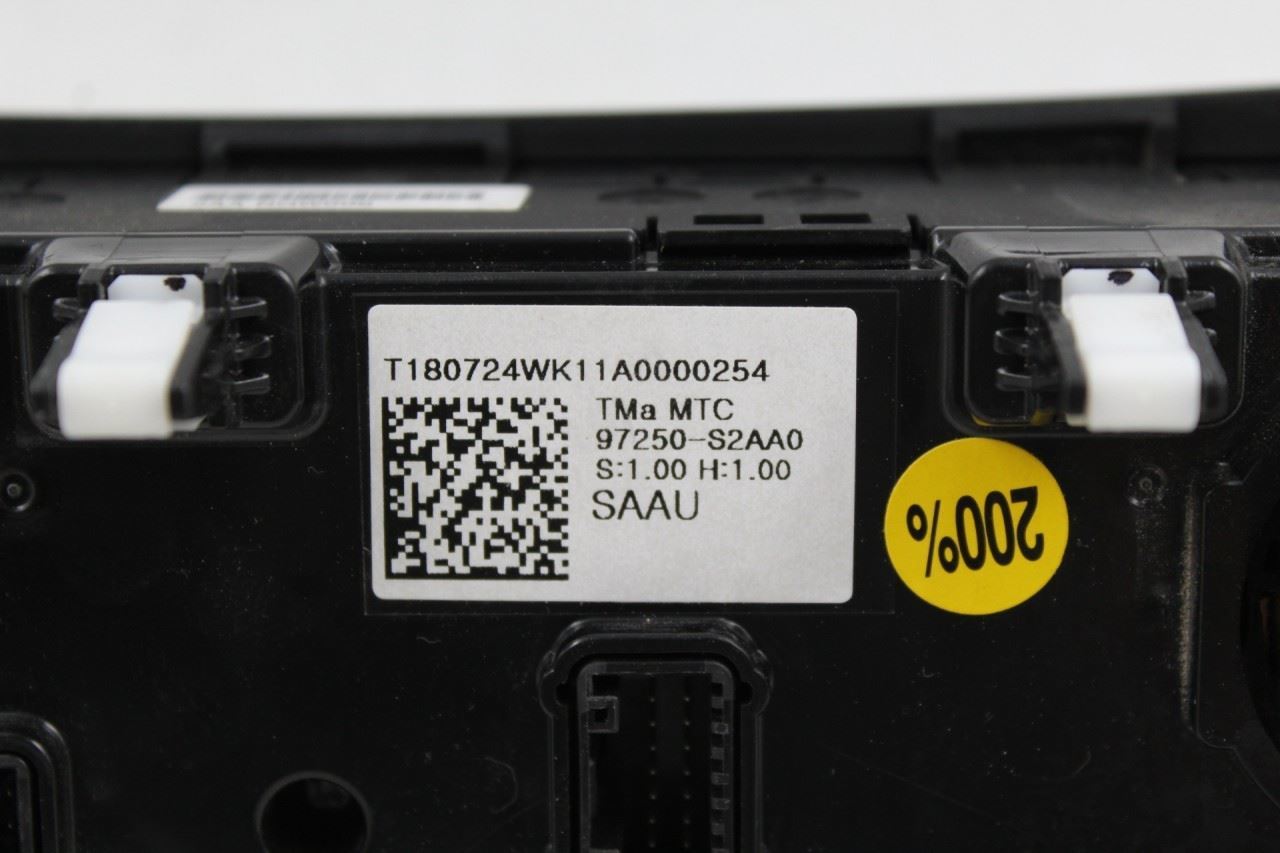 T180724WK11A0000254
TMa MTC
97250-S2AA0
S:1.00 H:1.00
SAAU
200%